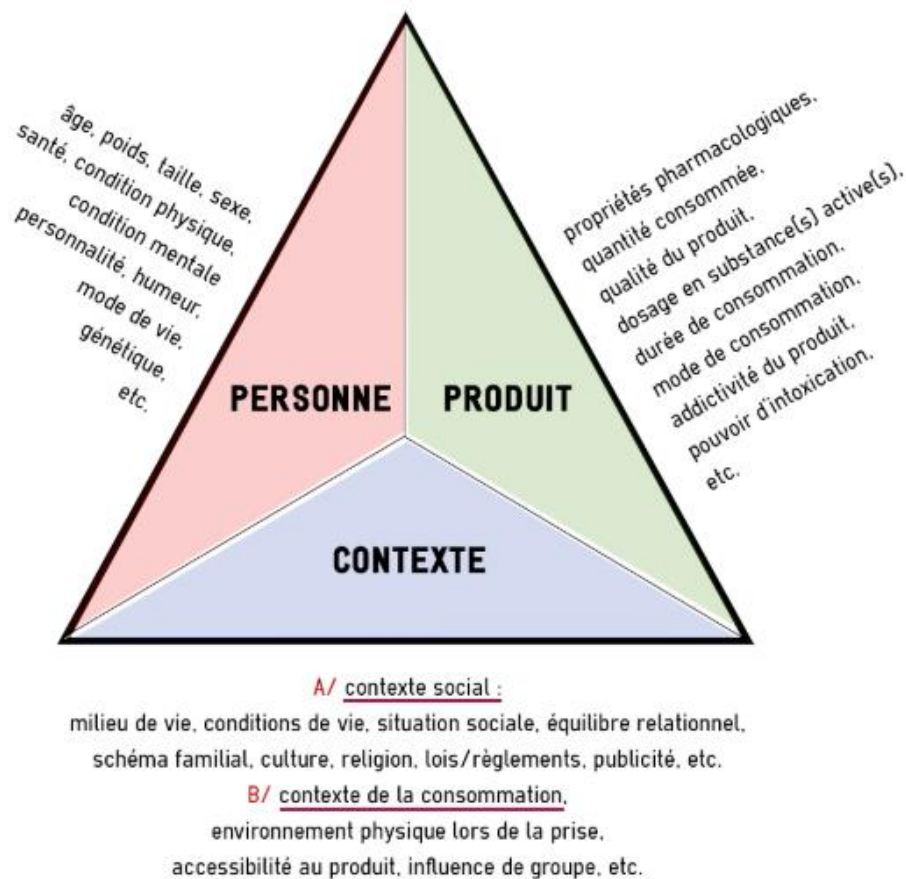 âge, poids, taille, sexe,
santé, condition physique,
condition mentale
personnalité, humeur,
mode de vie,
génétique,
etc.
propriétés pharmacologiques,
quantité consommée,
qualité du produit,
dosage en substance(s) active(s),
durée de consommation,
mode de consommation,
addictivité du produit,
pouvoir d'intoxication,
etc.
PERSONNE
PRODUIT
CONTEXTE
A/ contexte social :
milieu de vie, conditions de vie, situation sociale, équilibre relationnel,
schéma familial, culture, religion, lois/règlements, publicité, etc.
B/ contexte de la consommation,
environnement physique lors de la prise,
accessibilité au produit, influence de groupe, etc.